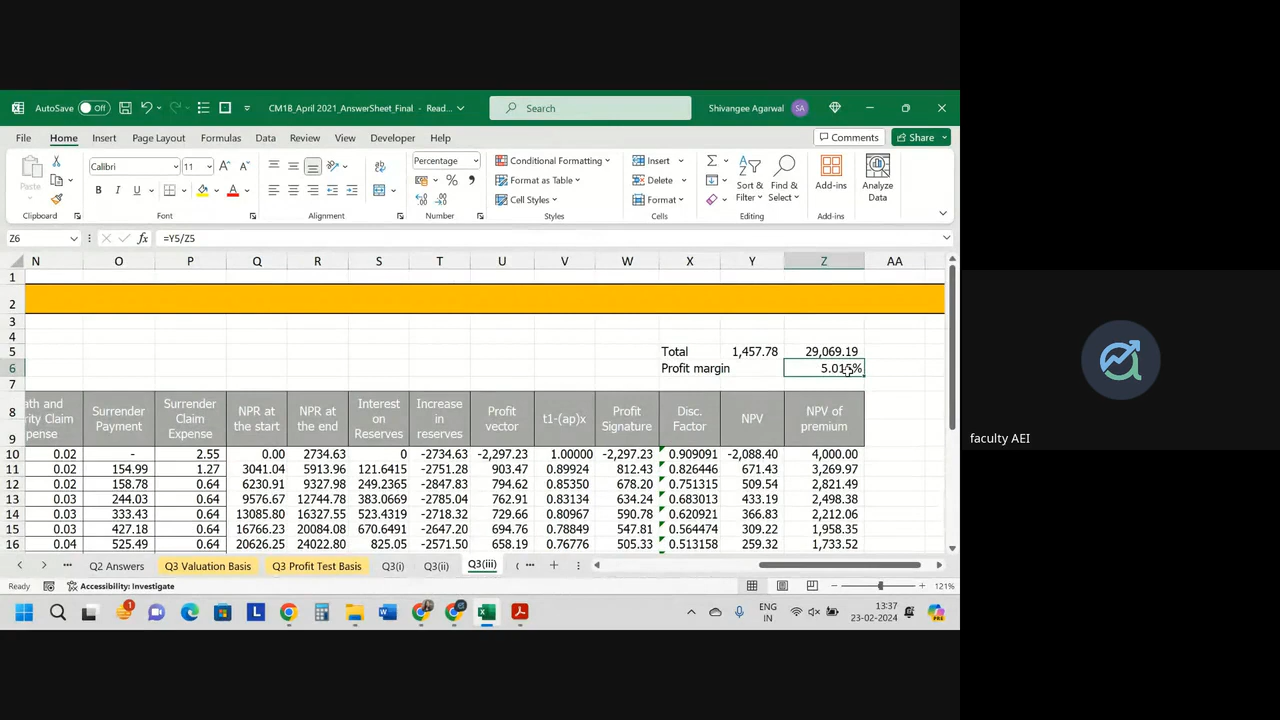 AutoSave Off CM1B_April 2021_AnswerSheet_Final - Read... Search Shivangee Agarwal SA
File Home Insert Page Layout Formulas Data Review View Developer Help Comments Share
Paste Calibri 11 Percentage Conditional Formatting Format as Table Cell Styles Insert Delete Format Sort & Filter Find & Select Add-ins Analyze Data
Clipboard Font Alignment Number Styles Cells Editing Add-ins
Z6 fx =Y5/Z5
N O P Q R S T U V W X Y Z AA
1
2
3
4
5 Total 1,457.78 29,069.19
6 Profit margin
7
8 Surrender Payment Surrender Claim Expense NPR at the start NPR at the end Interest on Reserves Increase in reserves Profit vector t1-(ap)x Profit Signature Disc. Factor NPV NPV of premium
9
10 0.02 - 2.55 0.00 2734.63 0 -2734.63 -2,297.23 1.00000 -2,297.23 0.909091 -2,088.40 4,000.00
11 0.02 154.99 1.27 3041.04 5913.96 121.6415 -2751.28 903.47 0.89924 812.43 0.826446 671.43 3,269.97
12 0.02 158.78 0.64 6230.91 9327.98 249.2365 -2847.83 794.62 0.85350 678.20 0.751315 509.54 2,821.49
13 0.03 244.03 0.64 9576.67 12744.78 383.0669 -2785.04 762.91 0.83134 634.24 0.683013 433.19 2,498.38
14 0.03 333.43 0.64 13085.80 16327.55 523.4319 -2718.32 729.66 0.80967 590.78 0.620921 366.83 2,212.06
15 0.03 427.18 0.64 16766.23 20084.08 670.6491 -2647.20 694.76 0.78849 547.81 0.564474 309.22 1,958.35
16 0.04 525.49 0.64 20626.25 24022.80 825.05 -2571.50 658.19 0.76776 505.33 0.513158 259.32 1,733.52
Q2 Answers Q3 Valuation Basis Q3 Profit Test Basis Q3(i) Q3(ii) Q3(iii)
Ready Accessibility: Investigate 121%
ENG IN 13:37 23-02-2024
faculty AEI